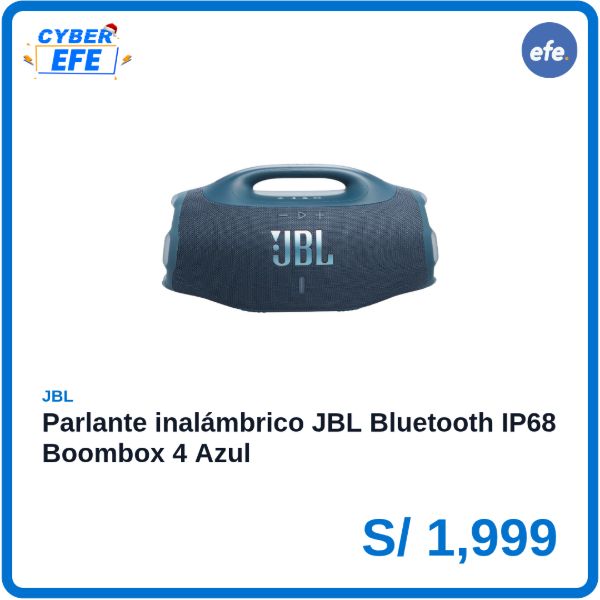 CYBER
EFE
efe.
JBL
JBL
Parlante inalámbrico JBL Bluetooth IP68
Boombox 4 Azul
S/ 1,999